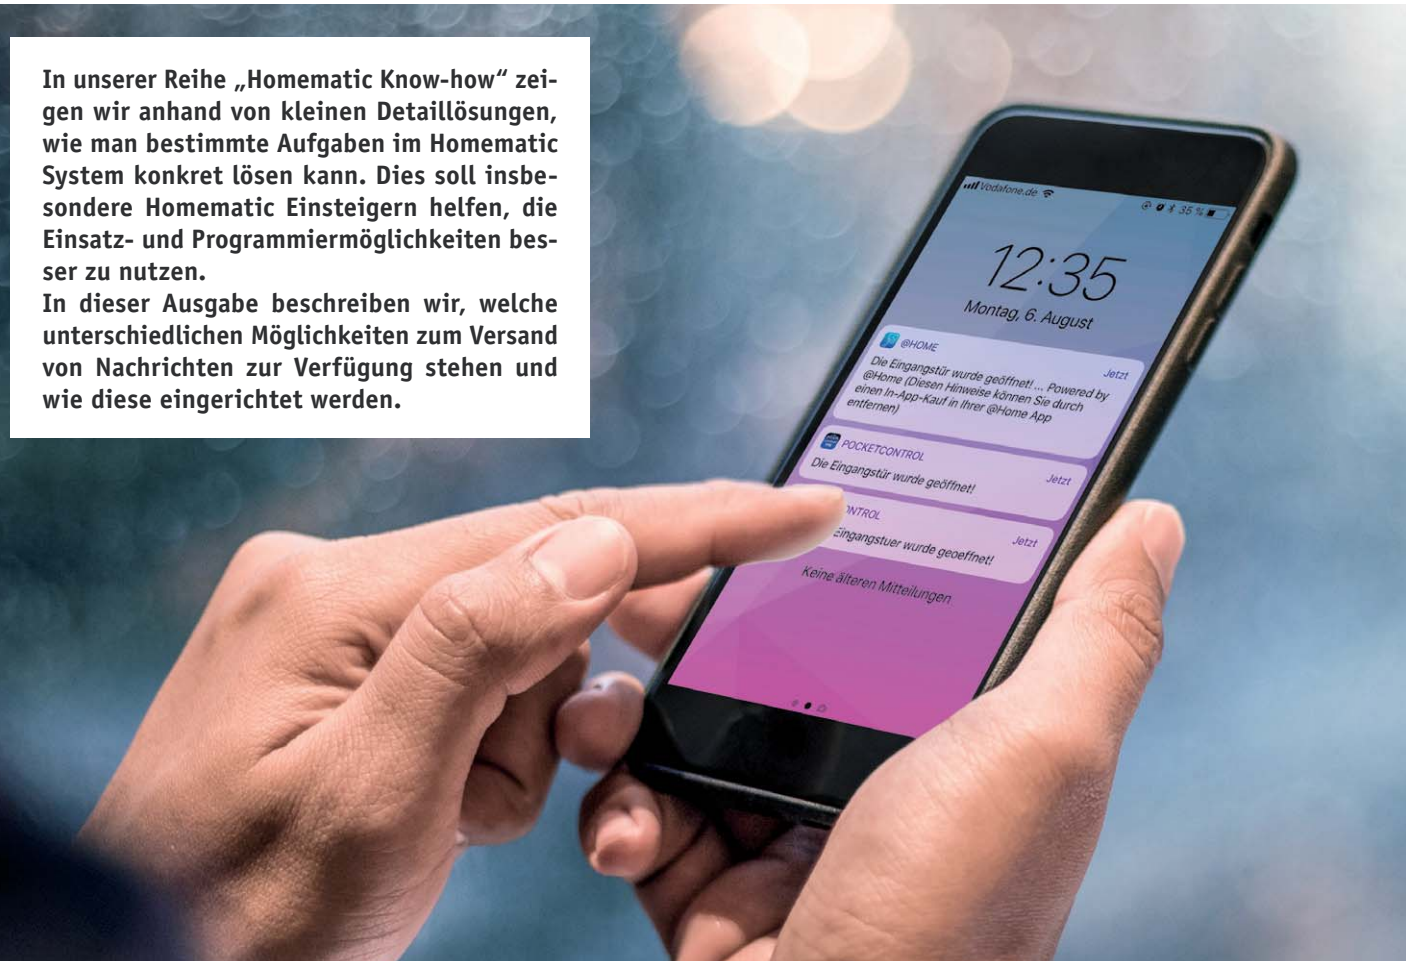 In unserer Reihe „Homematic Know-how“ zei-
gen wir anhand von kleinen Detaillösungen,
wie man bestimmte Aufgaben im Homematic
System konkret lösen kann. Dies soll insbe-
sondere Homematic Einsteigern helfen, die
Einsatz- und Programmiermöglichkeiten bes-
ser zu nutzen.
In dieser Ausgabe beschreiben wir, welche
unterschiedlichen Möglichkeiten zum Versand
von Nachrichten zur Verfügung stehen und
wie diese eingerichtet werden.
Vodafone.de
35 %
12:35
Montag, 6. August
@HOME
Jetzt
Die Eingangstür wurde geöffnet! ... Powered by
@Home (Diesen Hinweise können Sie durch
einen In-App-Kauf in Ihrer @Home App
entfernen)
POCKETCONTROL
Jetzt
Die Eingangstür wurde geöffnet!
NTROL
Jetzt
Eingangstuer wurde geoeffnet!
Keine älteren Mitteilungen